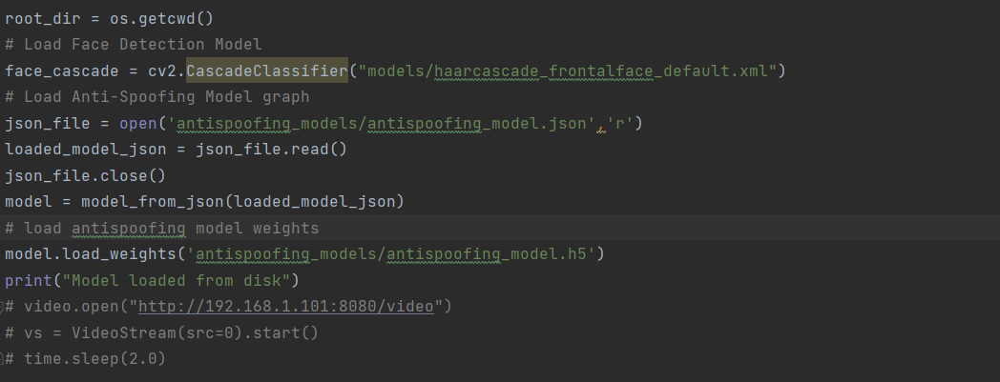 root_dir = os.getcwd()
# Load Face Detection Model
face_cascade = cv2.CascadeClassifier("models/haarcascade_frontalface_default.xml")
# Load Anti-Spoofing Model graph
json_file = open('antispoofing_models/antispoofing_model.json','r')
loaded_model_json = json_file.read()
json_file.close()
model = model_from_json(loaded_model_json)
# load antispoofing model weights
model.load_weights('antispoofing_models/antispoofing_model.h5')
print("Model loaded from disk")
# video.open("http://192.168.1.101:8080/video")
# vs = VideoStream(src=0).start()
# time.sleep(2.0)